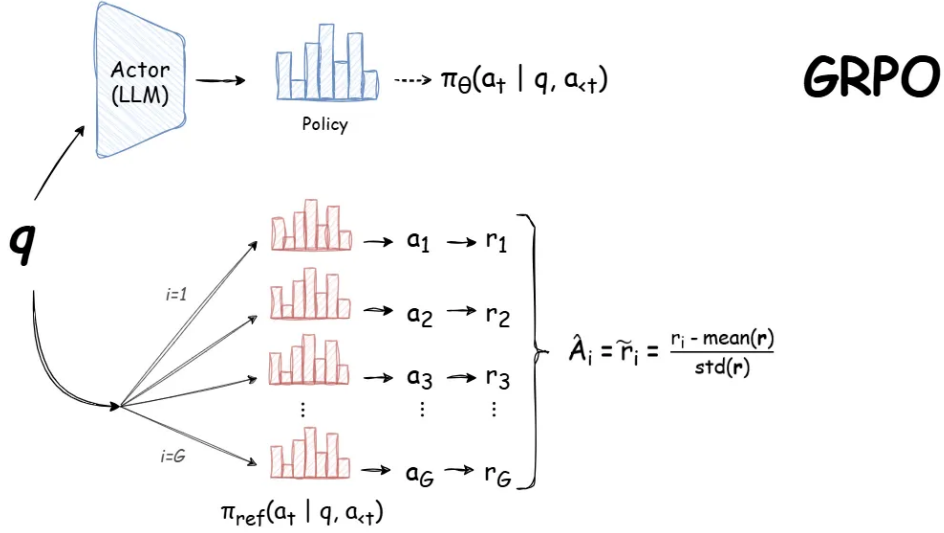 GRPO
Actor
(LLM)
πθ(at | q, a<t)
Policy
q
i=1
a1
r1
a2
r2
a3
r3
⋮
⋮
⋮
i=G
aG
rG
Âi = r̃i = ri - mean(r) / std(r)
πref(at | q, a<t)